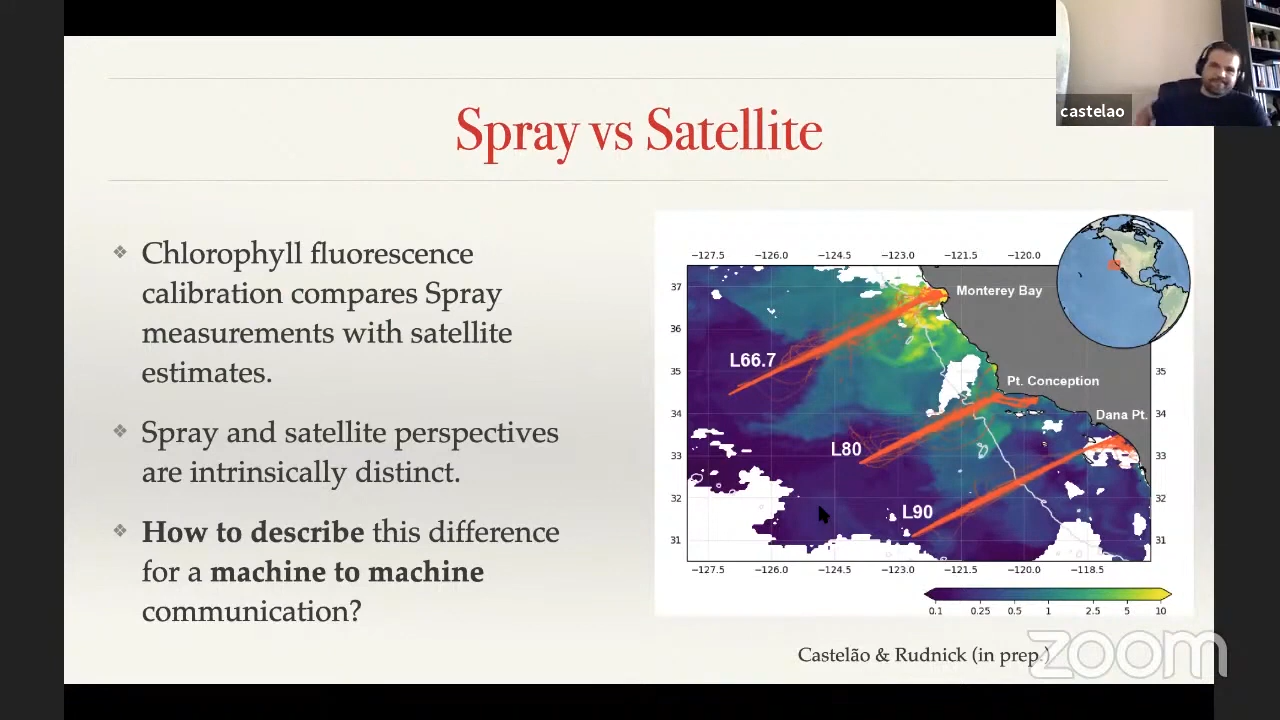 castelao
Spray vs Satellite
❖ Chlorophyll fluorescence
calibration compares Spray
measurements with satellite
estimates.
❖ Spray and satellite perspectives
are intrinsically distinct.
❖ How to describe this difference
for a machine to machine
communication?
−127.5 −126.0 −124.5 −123.0 −121.5 −120.0
37
Monterey Bay
36
L66.7
35 35
Pt. Conception
34 34
Dana Pt.
L80
33 33
32
L90
31 31
−127.5 −126.0 −124.5 −123.0 −121.5 −120.0 −118.5
0.1 0.25 0.5 1 2.5 5 10
Castelão & Rudnick (in prep.)
zoom